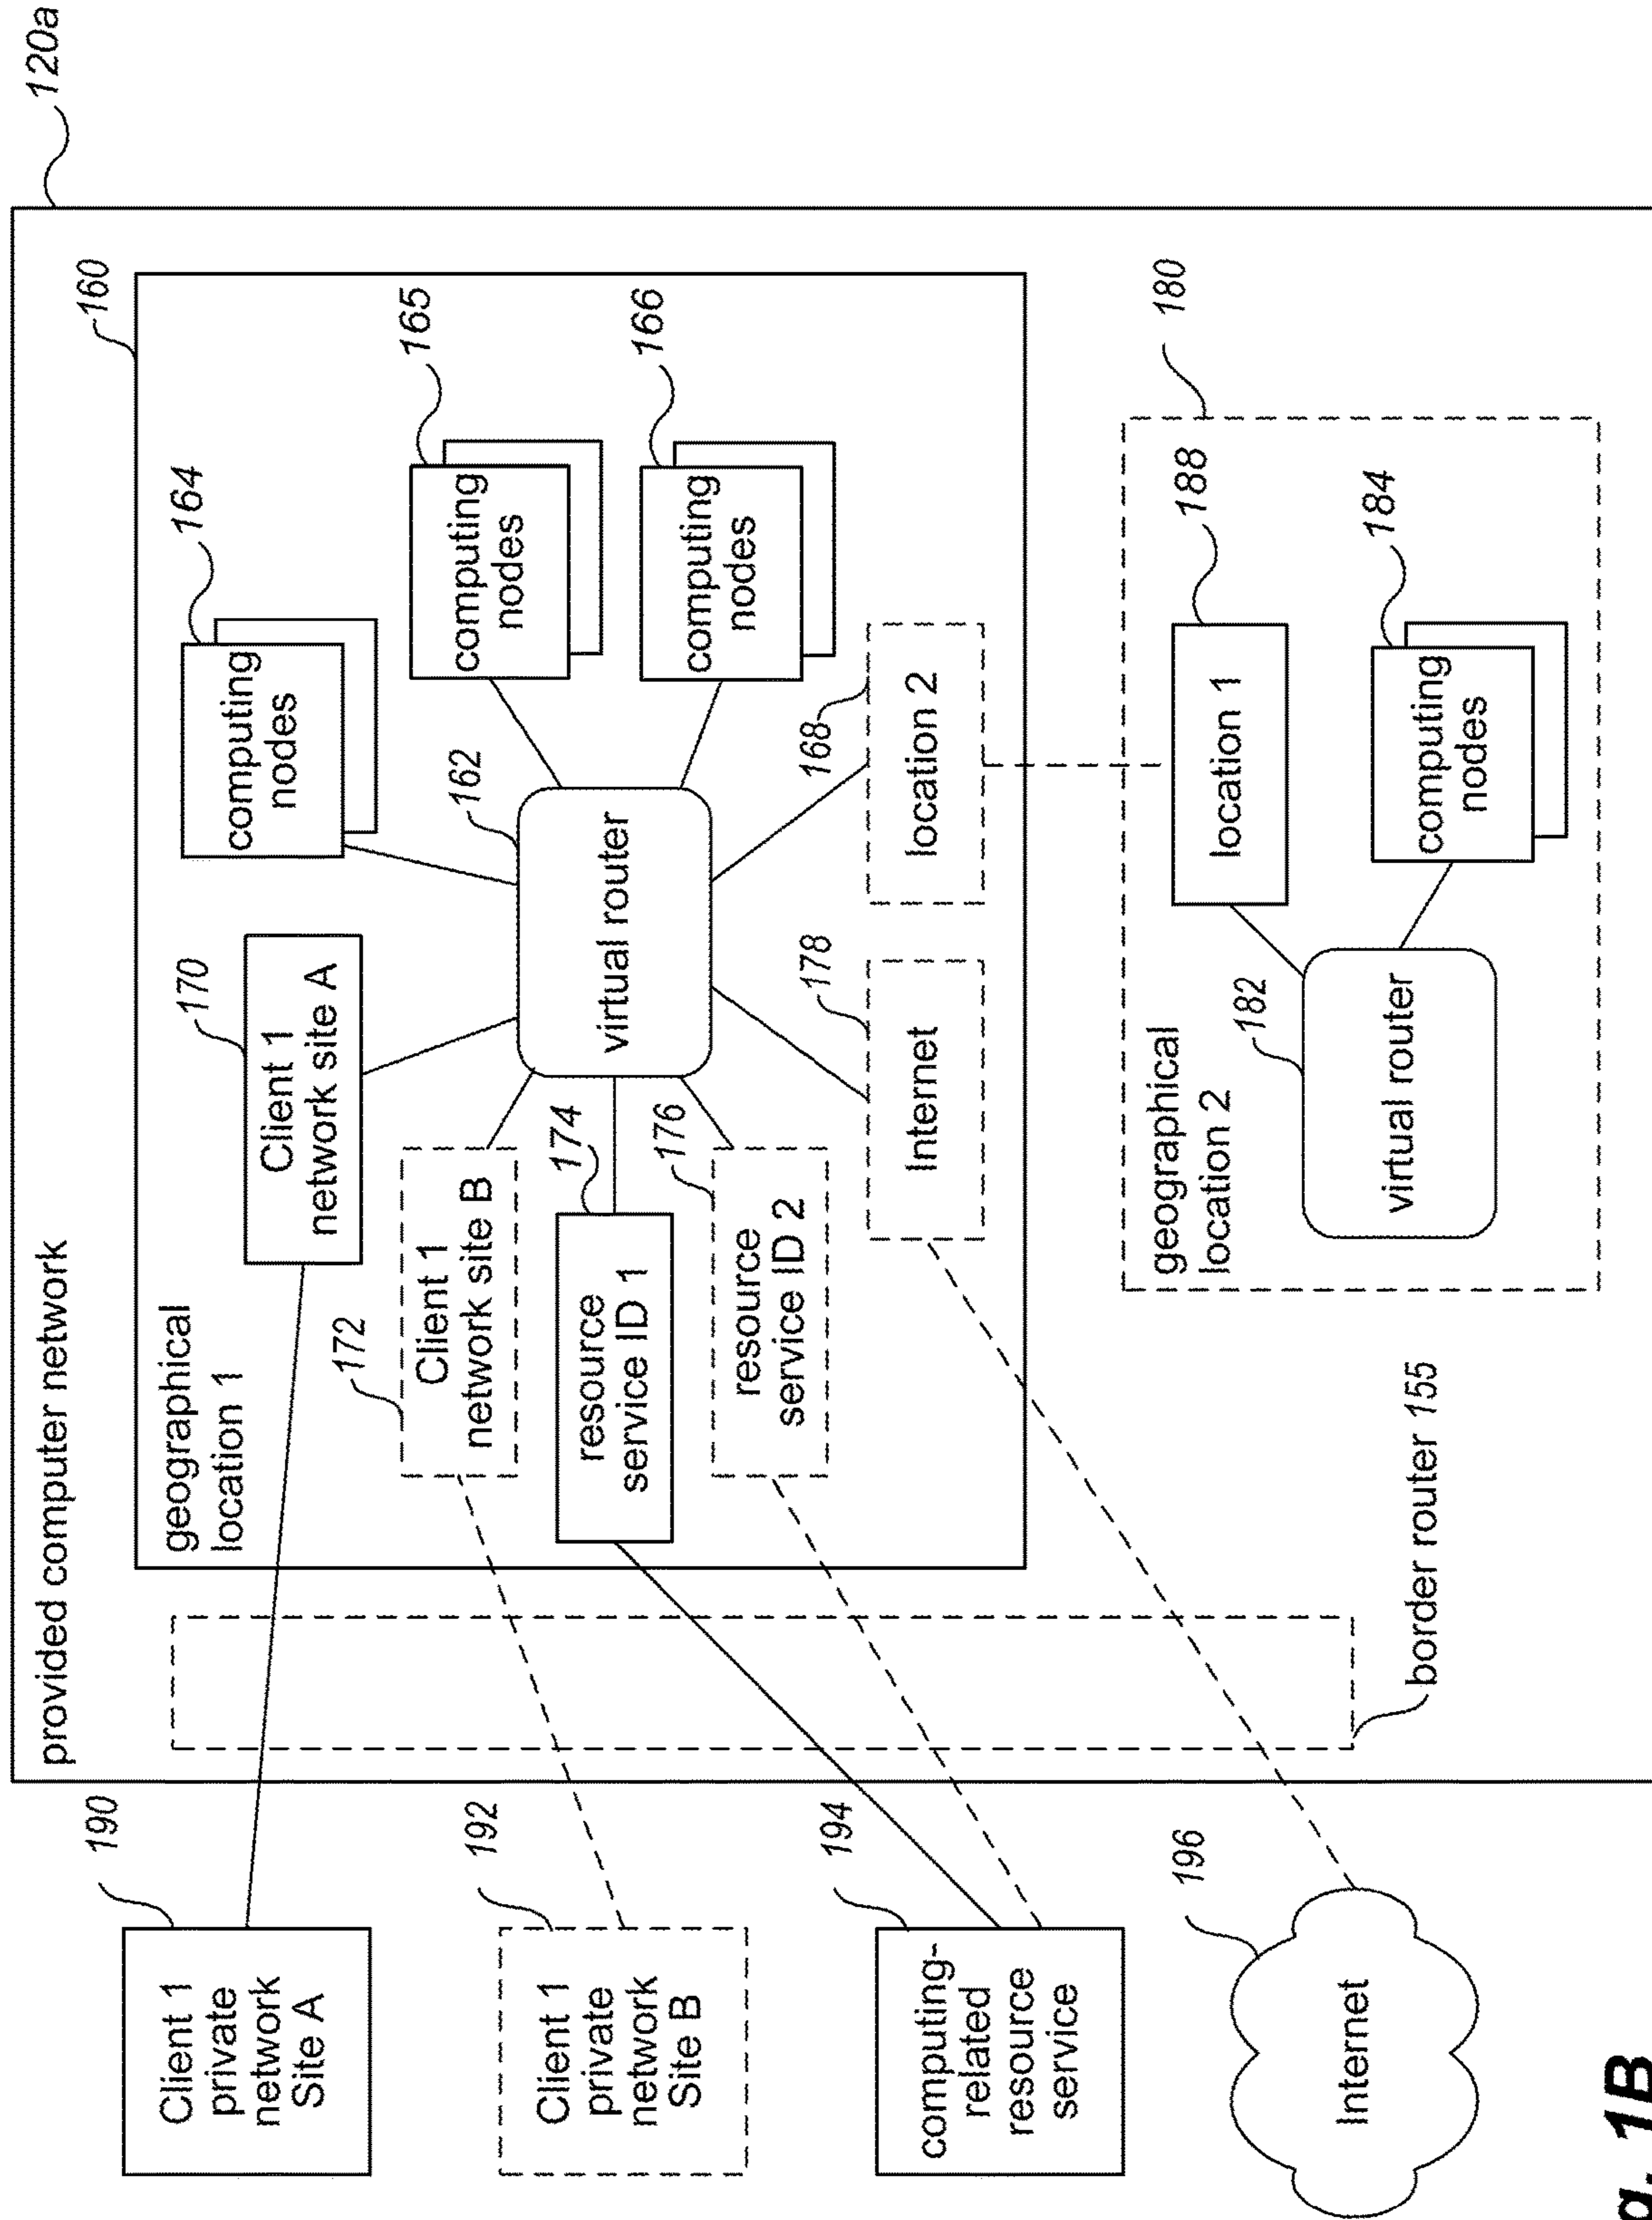 120a
provided computer network
160
geographical
location 1
190
Client 1
private
network
Site A
170
Client 1
network site A
164
computing
nodes
172
Client 1
network site B
162
virtual router
165
computing
nodes
192
Client 1
private
network
Site B
174
resource
service ID 1
166
computing
nodes
176
resource
service ID 2
194
computing-
related
resource
service
178
Internet
168
location 2
180
geographical
location 2
188
location 1
182
virtual router
184
computing
nodes
196
Internet
border router 155
g. 1B